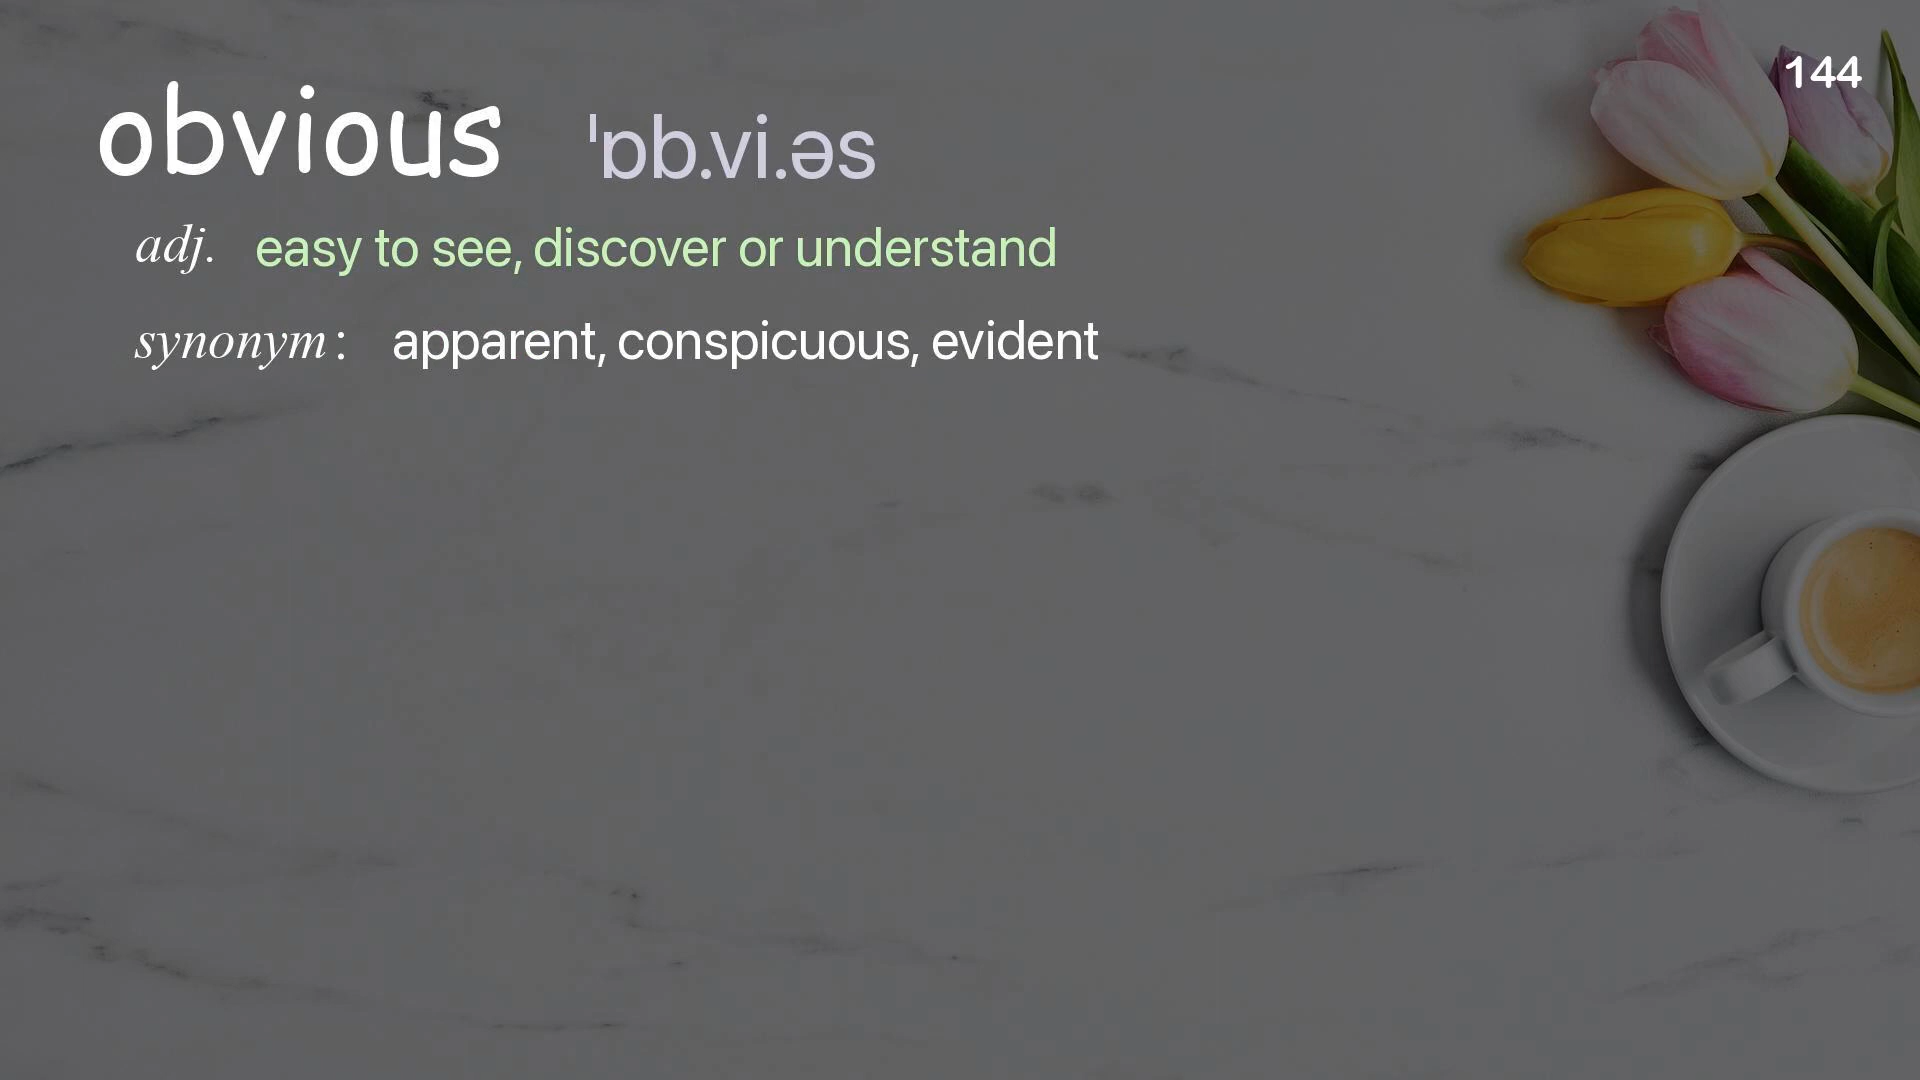 144
obvious ˈɒb.vi.əs
adj. easy to see, discover or understand
synonym: apparent, conspicuous, evident